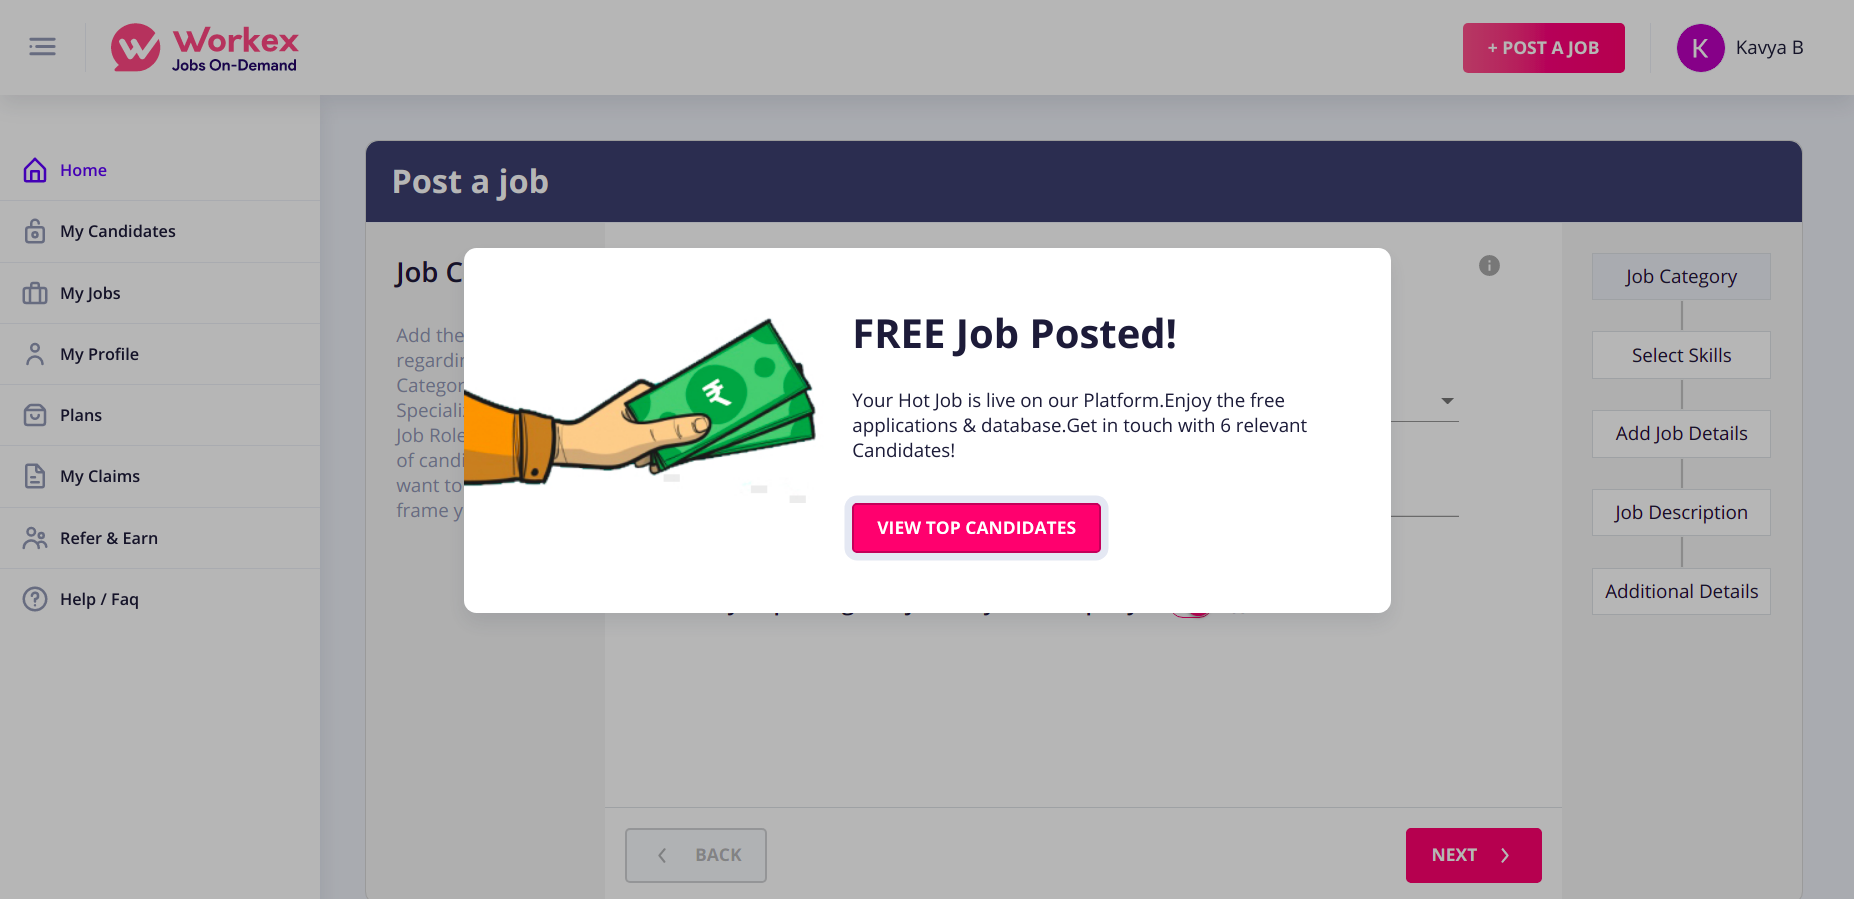 Workex
Jobs On-Demand
+ POST A JOB
K
Kavya B
Home
My Candidates
My Jobs
My Profile
Plans
My Claims
Refer & Earn
Help / Faq
Post a job
Job C
Add the
regardin
Categor
Speciali
Job Role
of candi
want to
frame y
FREE Job Posted!
Your Hot Job is live on our Platform.Enjoy the free
applications & database.Get in touch with 6 relevant
Candidates!
VIEW TOP CANDIDATES
Job Category
Select Skills
Add Job Details
Job Description
Additional Details
BACK
NEXT